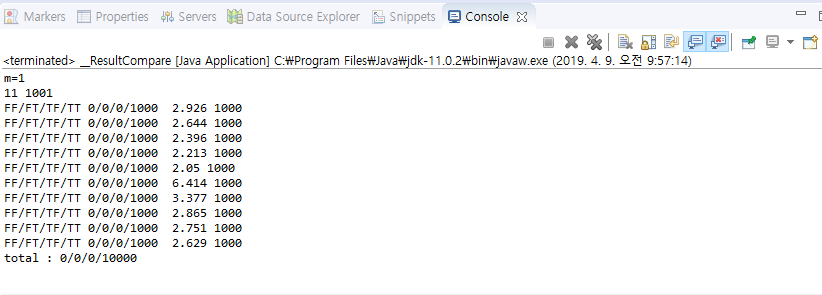 Markers Properties Servers Data Source Explorer Snippets Console
<terminated> __ResultCompare [Java Application] C:₩Program Files₩Java₩jdk-11.0.2₩bin₩javaw.exe (2019. 4. 9. 오전 9:57:14)
m=1
11 1001
FF/FT/TF/TT 0/0/0/1000  2.926 1000
FF/FT/TF/TT 0/0/0/1000  2.644 1000
FF/FT/TF/TT 0/0/0/1000  2.396 1000
FF/FT/TF/TT 0/0/0/1000  2.213 1000
FF/FT/TF/TT 0/0/0/1000  2.05 1000
FF/FT/TF/TT 0/0/0/1000  6.414 1000
FF/FT/TF/TT 0/0/0/1000  3.377 1000
FF/FT/TF/TT 0/0/0/1000  2.865 1000
FF/FT/TF/TT 0/0/0/1000  2.751 1000
FF/FT/TF/TT 0/0/0/1000  2.629 1000
total : 0/0/0/10000